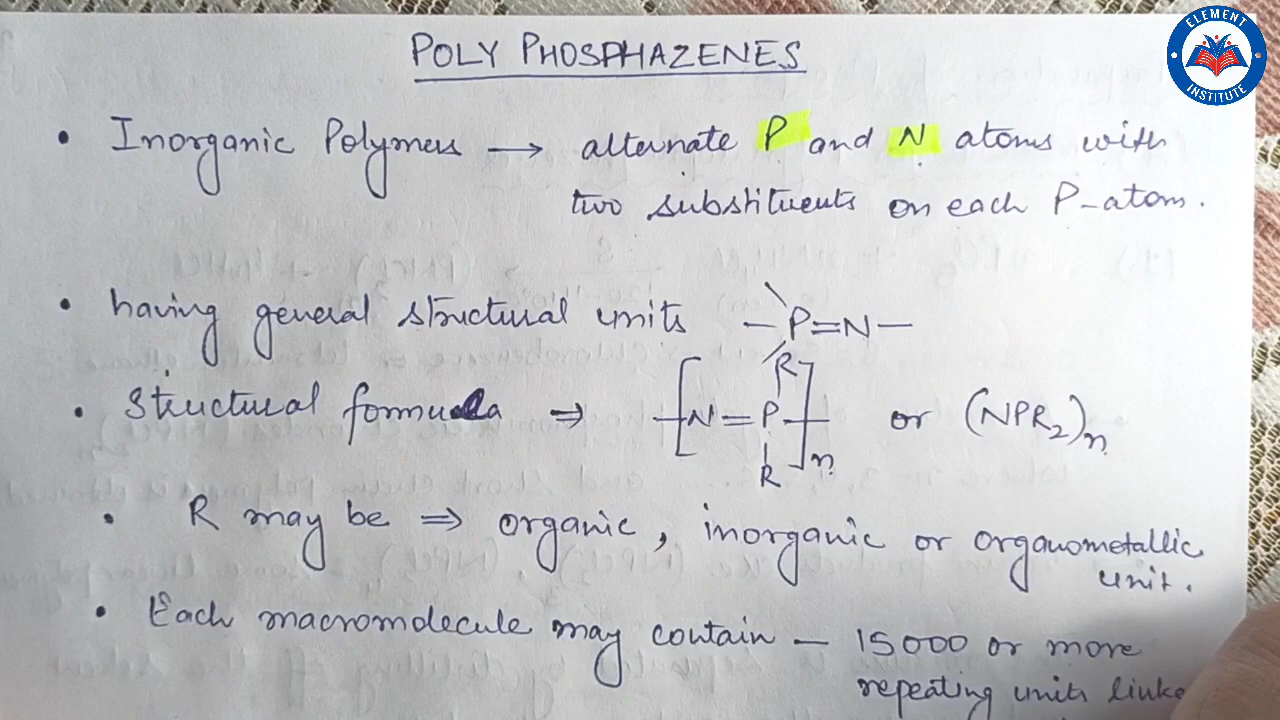 ELEMENT INSTITUTE
POLY PHOSPHAZENES
• Inorganic Polymers → alternate P and N atoms with
two substituents on each P-atom.
• having general structural units —P=N—
• Structural formula ⇒ [N=P]n or (NPR2)n
R
R
• R may be ⇒ organic, inorganic or organometallic
unit.
• Each macromolecule may contain — 15000 or more
repeating units linke